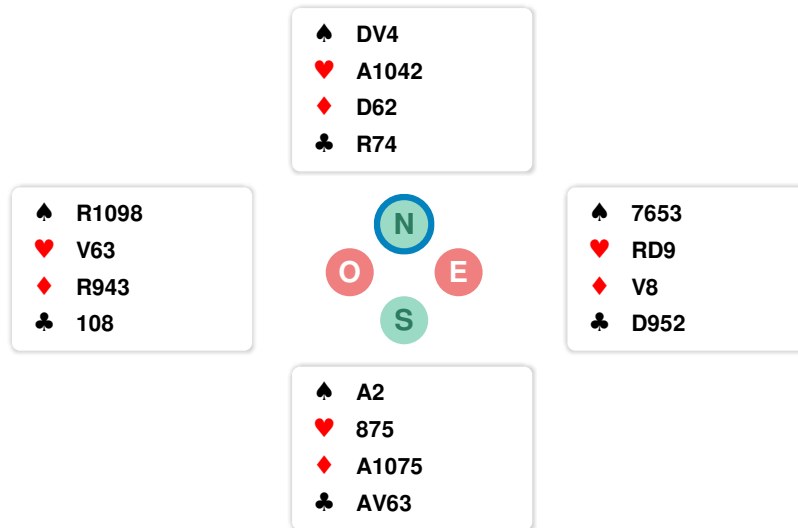 ♠ DV4
♥ A1042
♦ D62
♣ R74
♠ R1098
♥ V63
♦ R943
♣ 108
N
O E
S
♠ 7653
♥ RD9
♦ V8
♣ D952
♠ A2
♥ 875
♦ A1075
♣ AV63